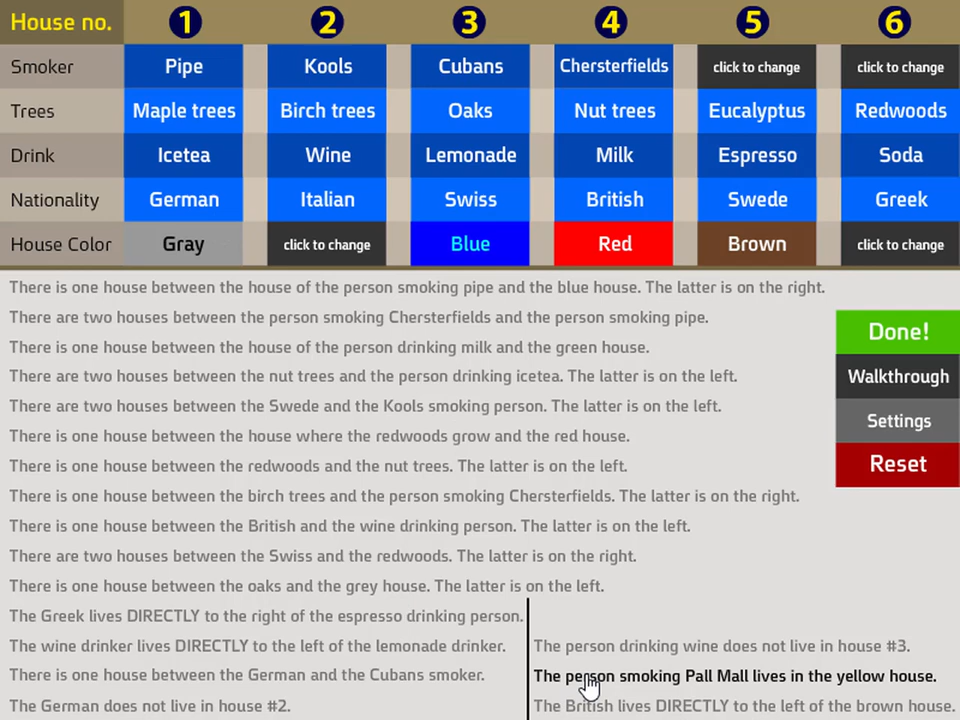 House no. 1 2 3 4 5 6
Smoker Pipe Kools Cubans Chersterfields click to change click to change
Trees Maple trees Birch trees Oaks Nut trees Eucalyptus Redwoods
Drink Icetea Wine Lemonade Milk Espresso Soda
Nationality German Italian Swiss British Swede Greek
House Color Gray click to change Blue Red Brown click to change
There is one house between the house of the person smoking pipe and the blue house. The latter is on the right.
There are two houses between the person smoking Chersterfields and the person smoking pipe.
Done!
There is one house between the house of the person drinking milk and the green house.
There are two houses between the nut trees and the person drinking icetea. The latter is on the left.
Walkthrough
There are two houses between the Swede and the Kools smoking person. The latter is on the left.
Settings
There is one house between the house where the redwoods grow and the red house.
There is one house between the redwoods and the nut trees. The latter is on the left.
Reset
There is one house between the birch trees and the person smoking Chersterfields. The latter is on the right.
There is one house between the British and the wine drinking person. The latter is on the left.
There are two houses between the Swiss and the redwoods. The latter is on the right.
There is one house between the oaks and the grey house. The latter is on the left.
The Greek lives DIRECTLY to the right of the espresso drinking person.
The wine drinker lives DIRECTLY to the left of the lemonade drinker.
The person drinking wine does not live in house #3.
There is one house between the German and the Cubans smoker.
The person smoking Pall Mall lives in the yellow house.
The German does not live in house #2.
The British lives DIRECTLY to the left of the brown house.